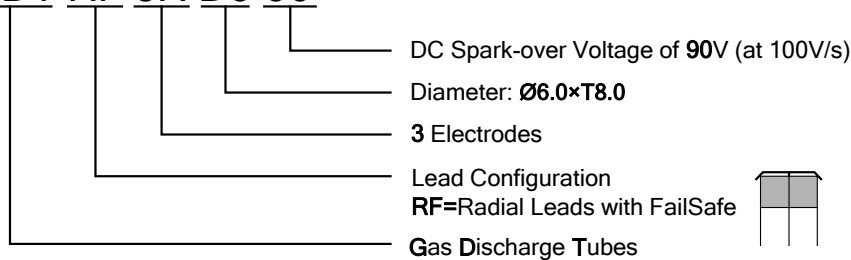 DC Spark-over Voltage of 90V (at 100V/s)
Diameter: Ø6.0×T8.0
3 Electrodes
Lead Configuration
RF=Radial Leads with FailSafe
Gas Discharge Tubes